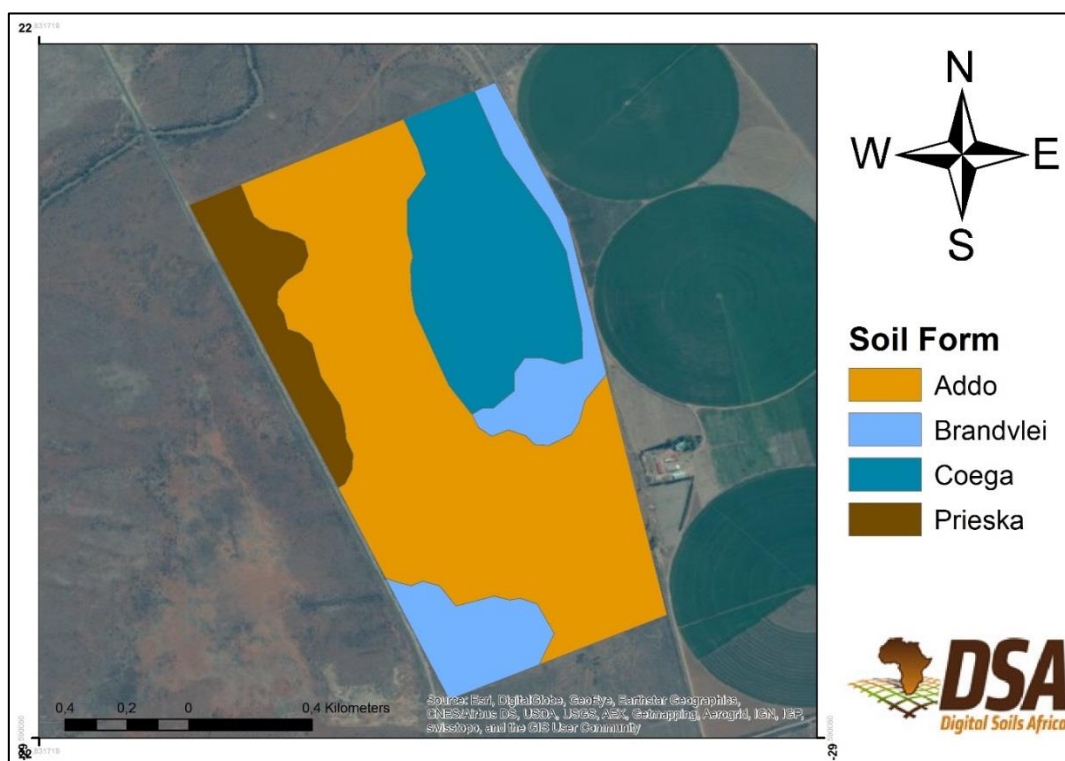 22
N
W E
S
Soil Form
Addo
Brandvlei
Coega
Prieska
0,4 0,2 0 0,4 Kilometers
Source: Esri, DigitalGlobe, GeoEye, Earthstar Geographics,
CNES/Airbus DS, USDA, USGS, AEX, Getmapping, Aerogrid, IGN, IGP,
swisstopo, and the GIS User Community
DSA
Digital Soils Africa
-29
22
-29